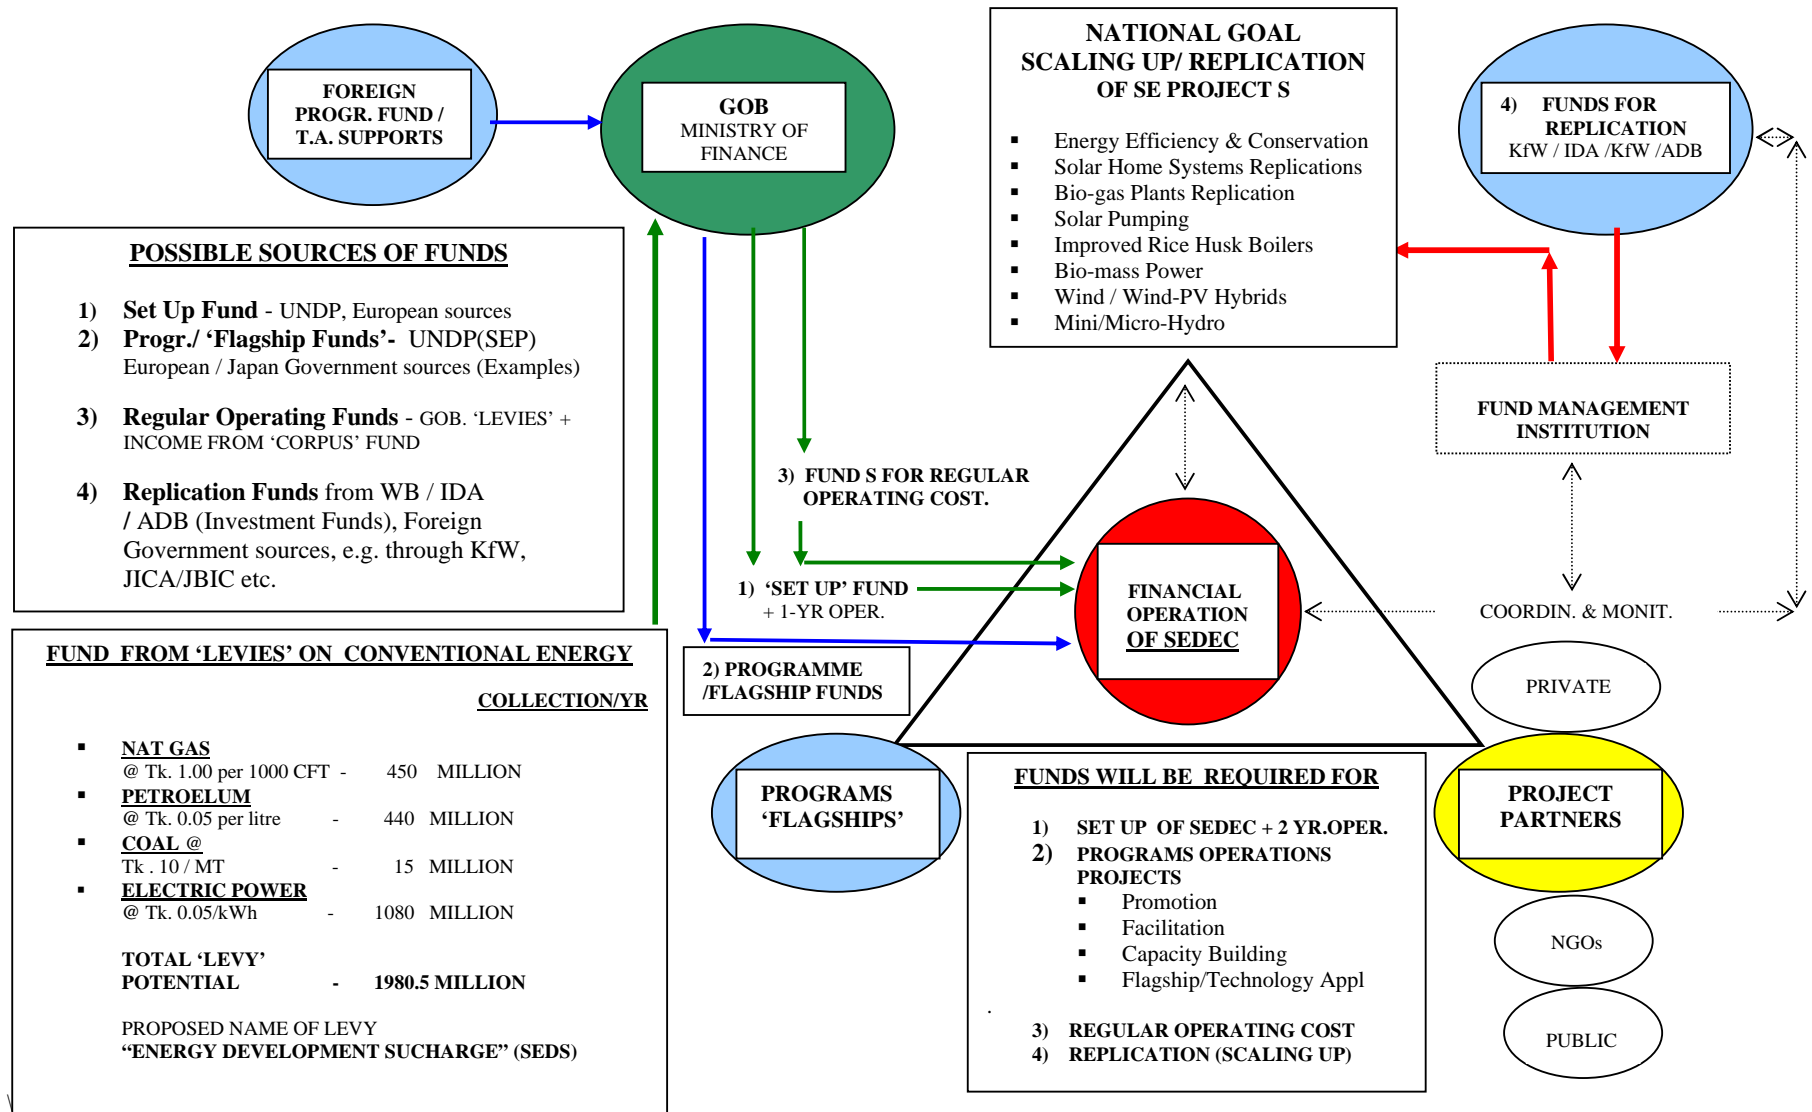 FOREIGN
PROGR. FUND /
T.A. SUPPORTS
GOB
MINISTRY OF
FINANCE
NATIONAL GOAL
SCALING UP/ REPLICATION
OF SE PROJECT S
▪ Energy Efficiency & Conservation
▪ Solar Home Systems Replications
▪ Bio-gas Plants Replication
▪ Solar Pumping
▪ Improved Rice Husk Boilers
▪ Bio-mass Power
▪ Wind / Wind-PV Hybrids
▪ Mini/Micro-Hydro
4) FUNDS FOR
REPLICATION
KfW / IDA /KfW /ADB
POSSIBLE SOURCES OF FUNDS
1) Set Up Fund - UNDP, European sources
2) Progr./ ‘Flagship Funds’- UNDP(SEP)
European / Japan Government sources (Examples)
3) Regular Operating Funds - GOB. ‘LEVIES’ +
INCOME FROM ‘CORPUS’ FUND
4) Replication Funds from WB / IDA
/ ADB (Investment Funds), Foreign
Government sources, e.g. through KfW,
JICA/JBIC etc.
FUND MANAGEMENT
INSTITUTION
3) FUND S FOR REGULAR
OPERATING COST.
1) ‘SET UP’ FUND
+ 1-YR OPER.
FINANCIAL
OPERATION
OF SEDEC
COORDIN. & MONIT.
2) PROGRAMME
/FLAGSHIP FUNDS
FUND FROM ‘LEVIES’ ON CONVENTIONAL ENERGY
COLLECTION/YR
▪ NAT GAS
@ Tk. 1.00 per 1000 CFT - 450 MILLION
▪ PETROELUM
@ Tk. 0.05 per litre - 440 MILLION
▪ COAL @
Tk . 10 / MT - 15 MILLION
▪ ELECTRIC POWER
@ Tk. 0.05/kWh - 1080 MILLION
TOTAL ‘LEVY’
POTENTIAL - 1980.5 MILLION
PROPOSED NAME OF LEVY
“ENERGY DEVELOPMENT SUCHARGE” (SEDS)
\
PROGRAMS
‘FLAGSHIPS’
FUNDS WILL BE REQUIRED FOR
1) SET UP OF SEDEC + 2 YR.OPER.
2) PROGRAMS OPERATIONS
PROJECTS
▪ Promotion
▪ Facilitation
▪ Capacity Building
▪ Flagship/Technology Appl
.
3) REGULAR OPERATING COST
4) REPLICATION (SCALING UP)
PRIVATE
PROJECT
PARTNERS
NGOs
PUBLIC